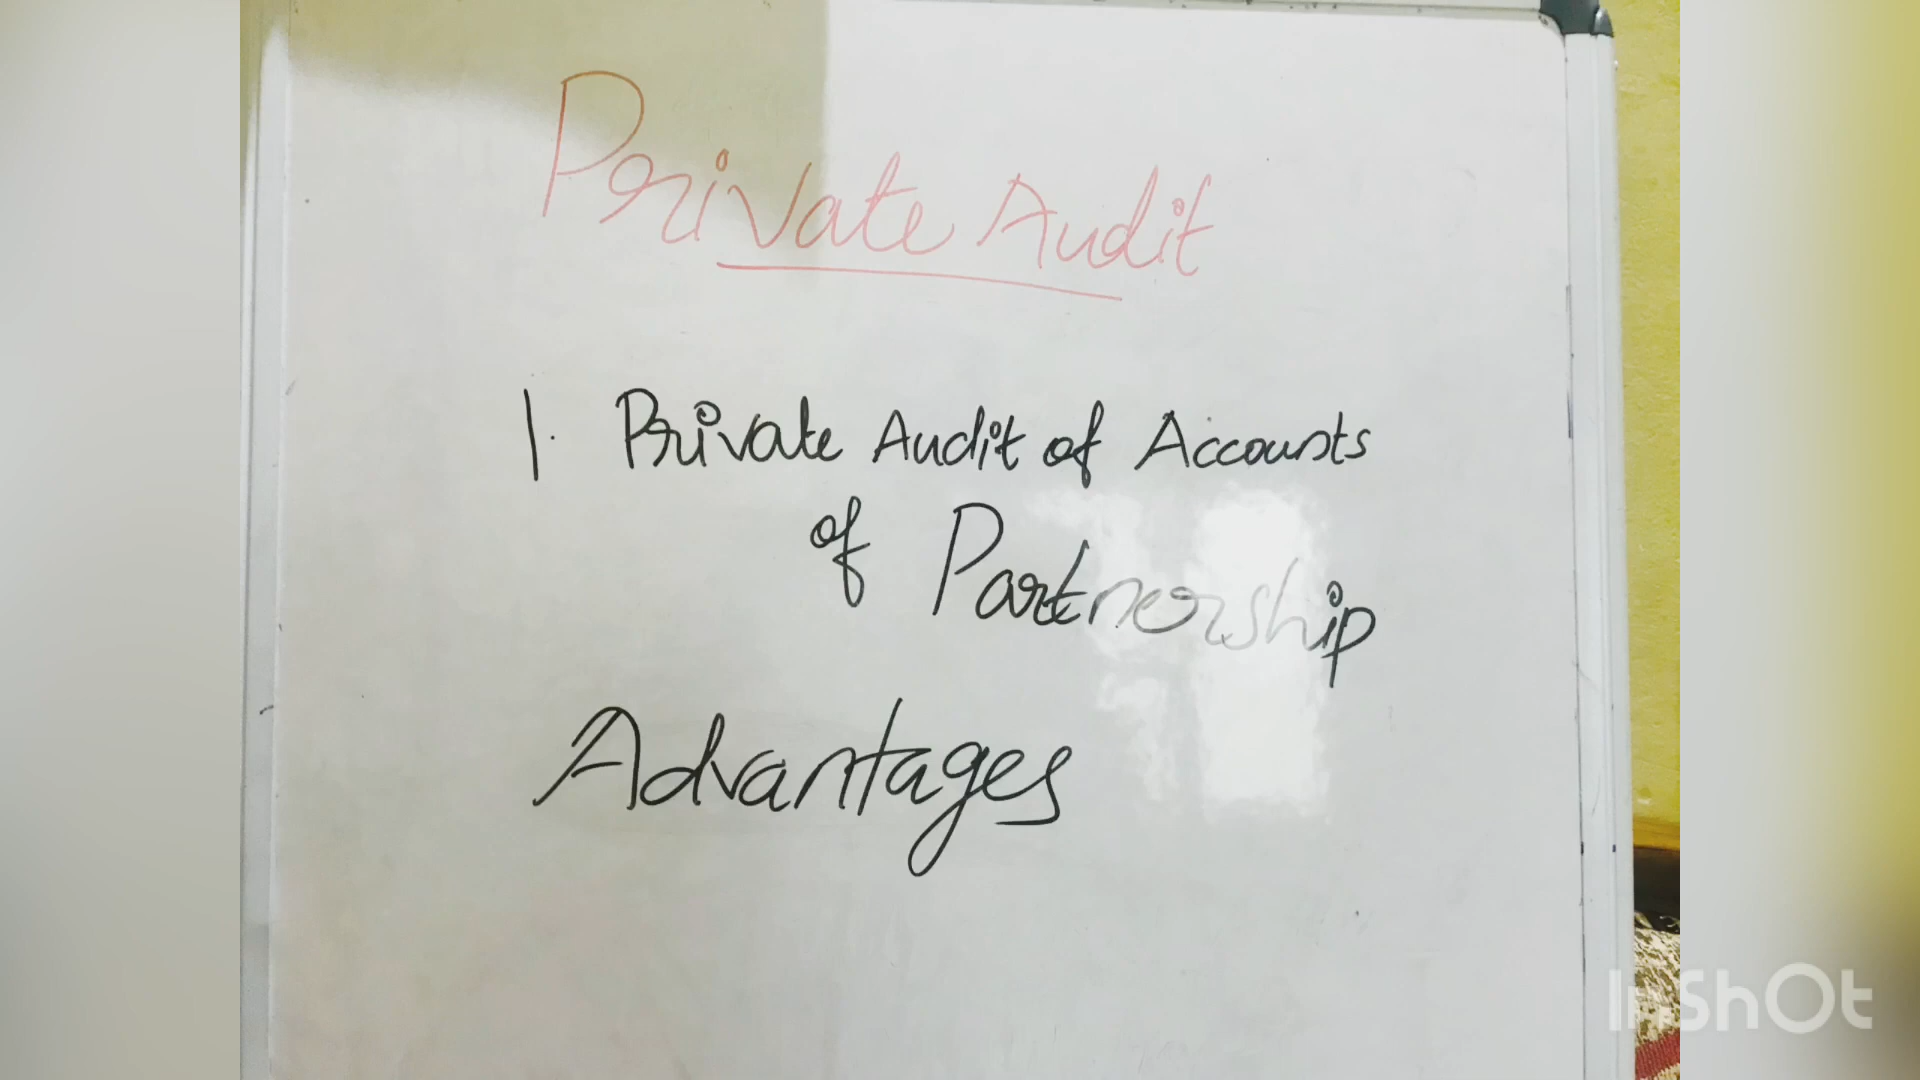 Private Audit
1. Private Audit of Accounts
of Partnership
Advantages
InShOt